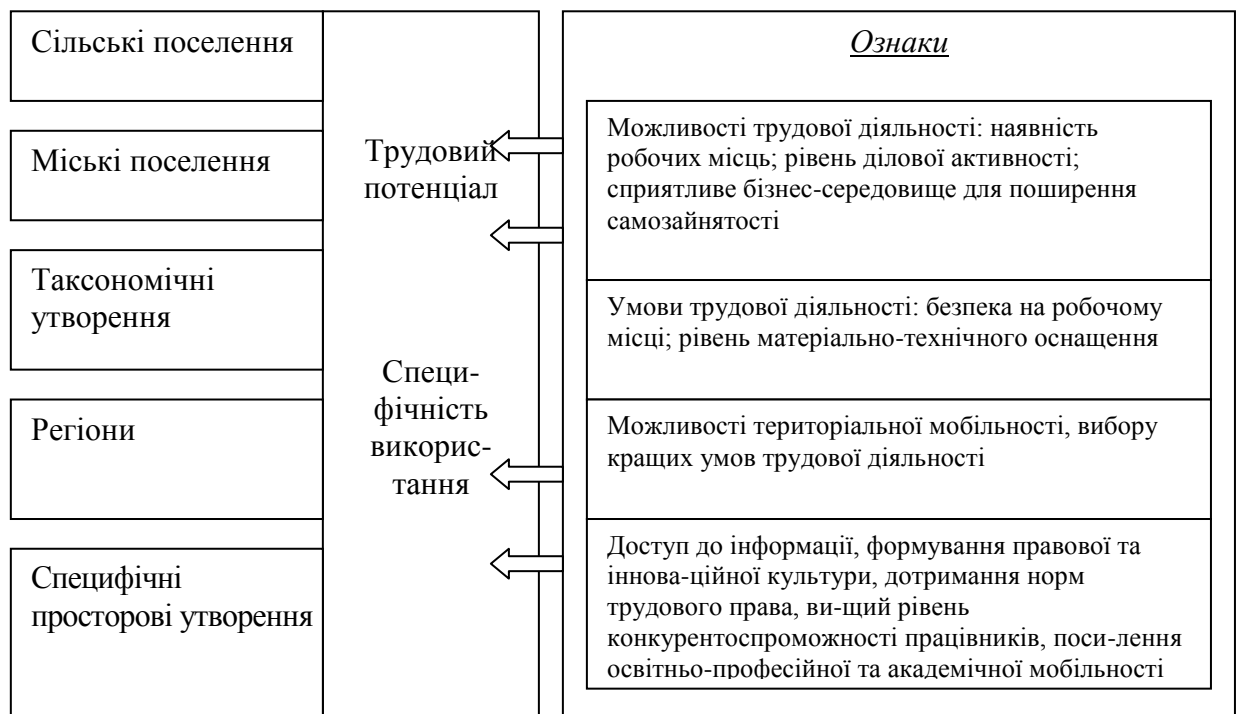 Сільські поселення
Міські поселення
Таксономічні
утворення
Регіони
Специфічні
просторові утворення
Трудовий
потенціал
Специ-
фічність
викорис-
тання
Ознаки
Можливості трудової діяльності: наявність
робочих місць; рівень ділової активності;
сприятливе бізнес-середовище для поширення
самозайнятості
Умови трудової діяльності: безпека на робочому
місці; рівень матеріально-технічного оснащення
Можливості територіальної мобільності, вибору
кращих умов трудової діяльності
Доступ до інформації, формування правової та
іннова-ційної культури, дотримання норм
трудового права, ви-щий рівень
конкурентоспроможності працівників, поси-лення
освітньо-професійної та академічної мобільності